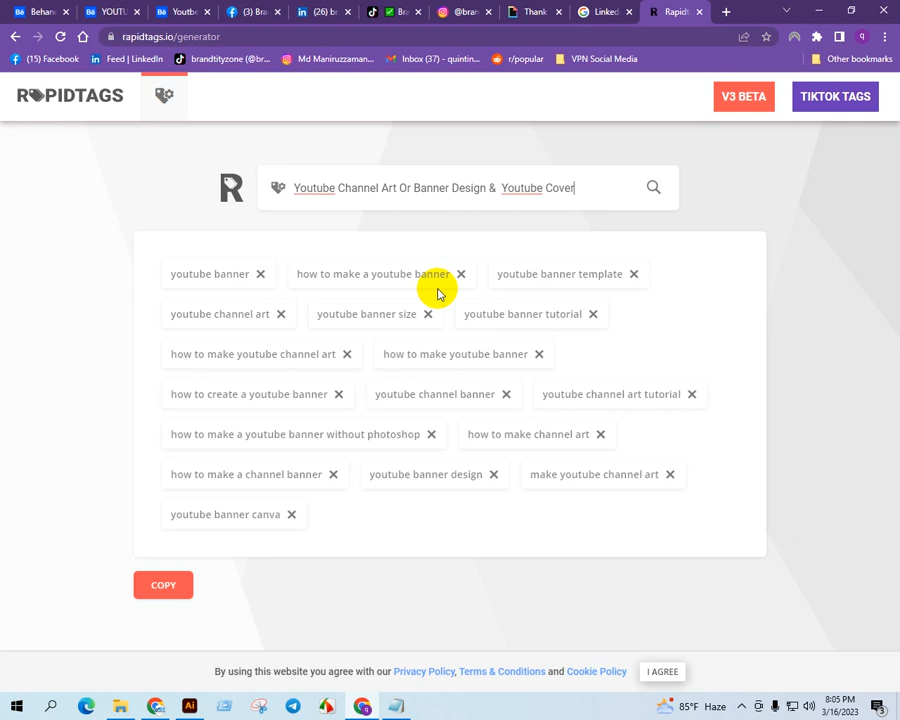 Behan
YOUTU
Youtbe
(3) Bra
(26) br
Bra
@bran
Thank
Linked
Rapidt
rapidtags.io/generator
(15) Facebook
Feed | LinkedIn
brandtityzone (@br...
Md Maniruzzaman...
Inbox (37) - quintin...
r/popular
VPN Social Media
Other bookmarks
RAPIDTAGS
V3 BETA
TIKTOK TAGS
R
Youtube Channel Art Or Banner Design & Youtube Cover
youtube banner
how to make a youtube banner
youtube banner template
youtube channel art
youtube banner size
youtube banner tutorial
how to make youtube channel art
how to make youtube banner
how to create a youtube banner
youtube channel banner
youtube channel art tutorial
how to make a youtube banner without photoshop
how to make channel art
how to make a channel banner
youtube banner design
make youtube channel art
youtube banner canva
COPY
By using this website you agree with our Privacy Policy, Terms & Conditions and Cookie Policy
I AGREE
85°F Haze
8:05 PM
3/16/2023